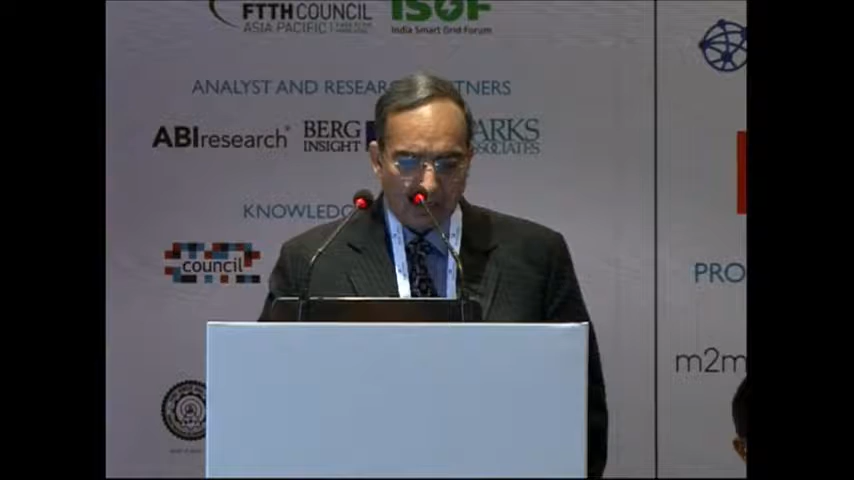 FTTH COUNCIL
ASIA PACIFIC
ISGF
India Smart Grid Forum
ANALYST AND RESEAR TNERS
ABIresearch
BERG
INSIGHT
ARKS
SSOCIATES
KNOWLEDG
council
PRO
m2m